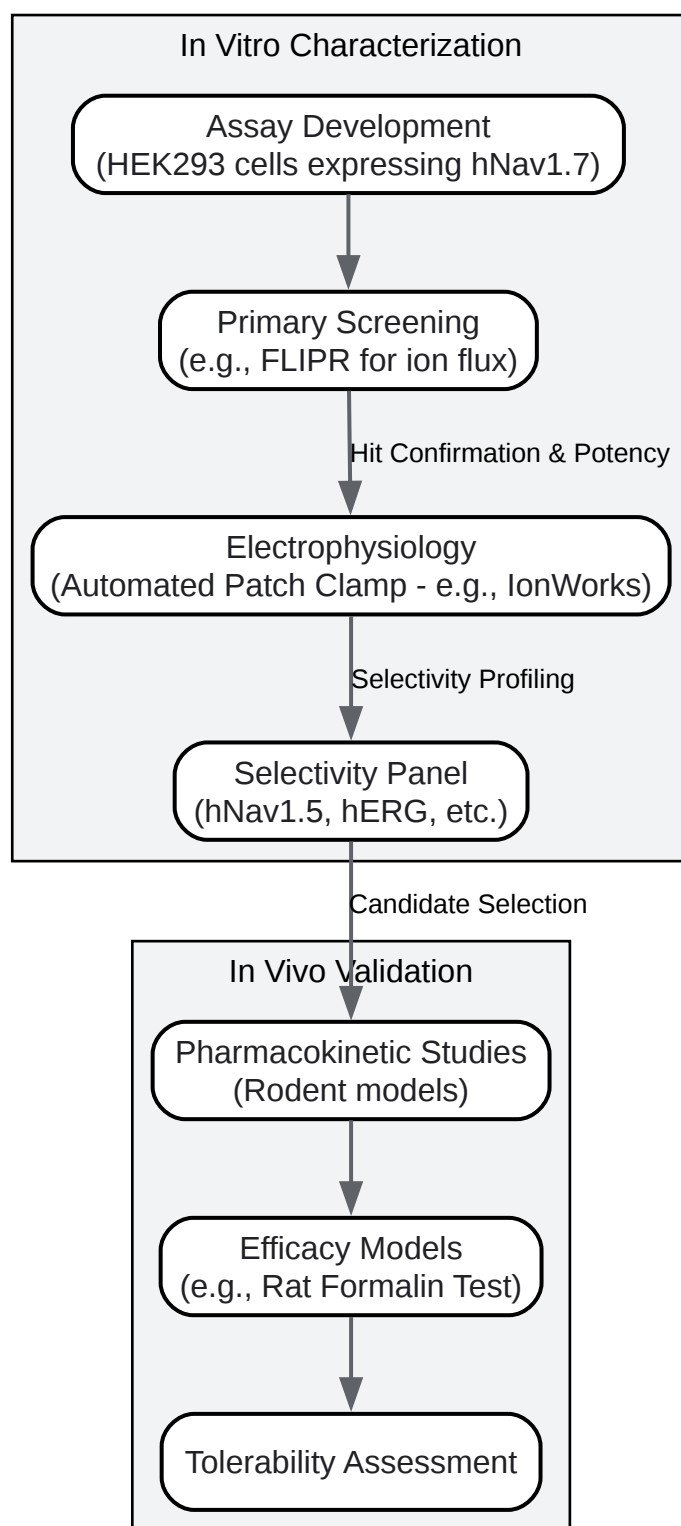 In Vitro Characterization
Assay Development
(HEK293 cells expressing hNav1.7)
Primary Screening
(e.g., FLIPR for ion flux)
Hit Confirmation & Potency
Electrophysiology
(Automated Patch Clamp - e.g., IonWorks)
Selectivity Profiling
Selectivity Panel
(hNav1.5, hERG, etc.)
Candidate Selection
In Vivo Validation
Pharmacokinetic Studies
(Rodent models)
Efficacy Models
(e.g., Rat Formalin Test)
Tolerability Assessment